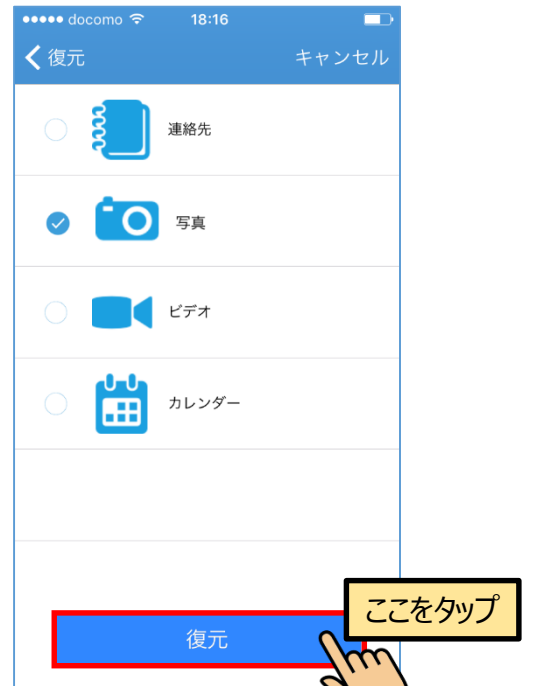 docomo 18:16
復元 キャンセル
連絡先
写真
ビデオ
カレンダー
ここをタップ
復元